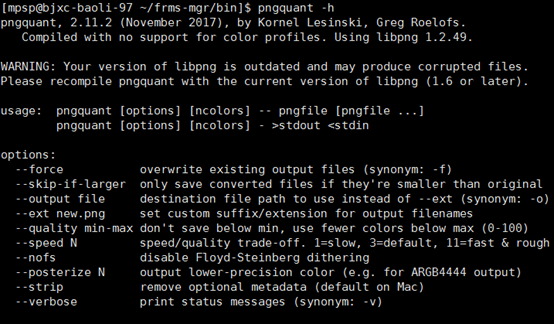 [mpsp@bjxc-baoli-97 ~/frms-mgr/bin]$ pngquant -h
pngquant, 2.11.2 (November 2017), by Kornel Lesinski, Greg Roelofs.
   Compiled with no support for color profiles. Using libpng 1.2.49.

WARNING: Your version of libpng is outdated and may produce corrupted files.
Please recompile pngquant with the current version of libpng (1.6 or later).

usage:  pngquant [options] [ncolors] -- pngfile [pngfile ...]
        pngquant [options] [ncolors] - >stdout <stdin

options:
  --force           overwrite existing output files (synonym: -f)
  --skip-if-larger  only save converted files if they're smaller than original
  --output file     destination file path to use instead of --ext (synonym: -o)
  --ext new.png     set custom suffix/extension for output filenames
  --quality min-max don't save below min, use fewer colors below max (0-100)
  --speed N         speed/quality trade-off. 1=slow, 3=default, 11=fast & rough
  --nofs            disable Floyd-Steinberg dithering
  --posterize N     output lower-precision color (e.g. for ARGB4444 output)
  --strip           remove optional metadata (default on Mac)
  --verbose         print status messages (synonym: -v)